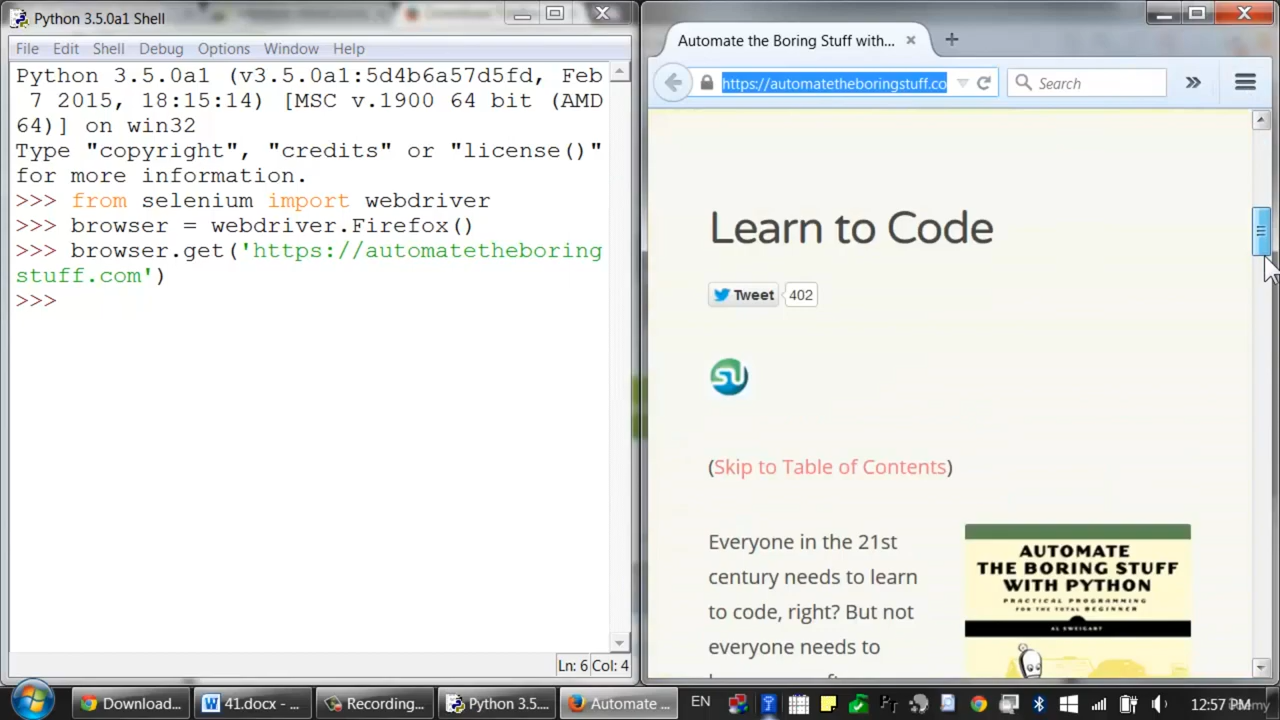 Python 3.5.0a1 Shell
File Edit Shell Debug Options Window Help
Python 3.5.0a1 (v3.5.0a1:5d4b6a57d5fd, Feb
7 2015, 18:15:14) [MSC v.1900 64 bit (AMD
64)] on win32
Type "copyright", "credits" or "license()"
for more information.
>>> from selenium import webdriver
>>> browser = webdriver.Firefox()
>>> browser.get('https://automatetheboring
stuff.com')
>>>
Ln: 6 Col: 4
Automate the Boring Stuff with...
https://automatetheboringstuff.co
Search
Learn to Code
Tweet 402
(Skip to Table of Contents)
Everyone in the 21st
century needs to learn
to code, right? But not
everyone needs to
AUTOMATE
THE BORING STUFF
WITH PYTHON
PRACTICAL PROGRAMMING
FOR THE TOTAL BEGINNER
AL SWEIGART
Download... 41.docx - ... Recording... Python 3.5.... Automate ... EN 12:57 PM